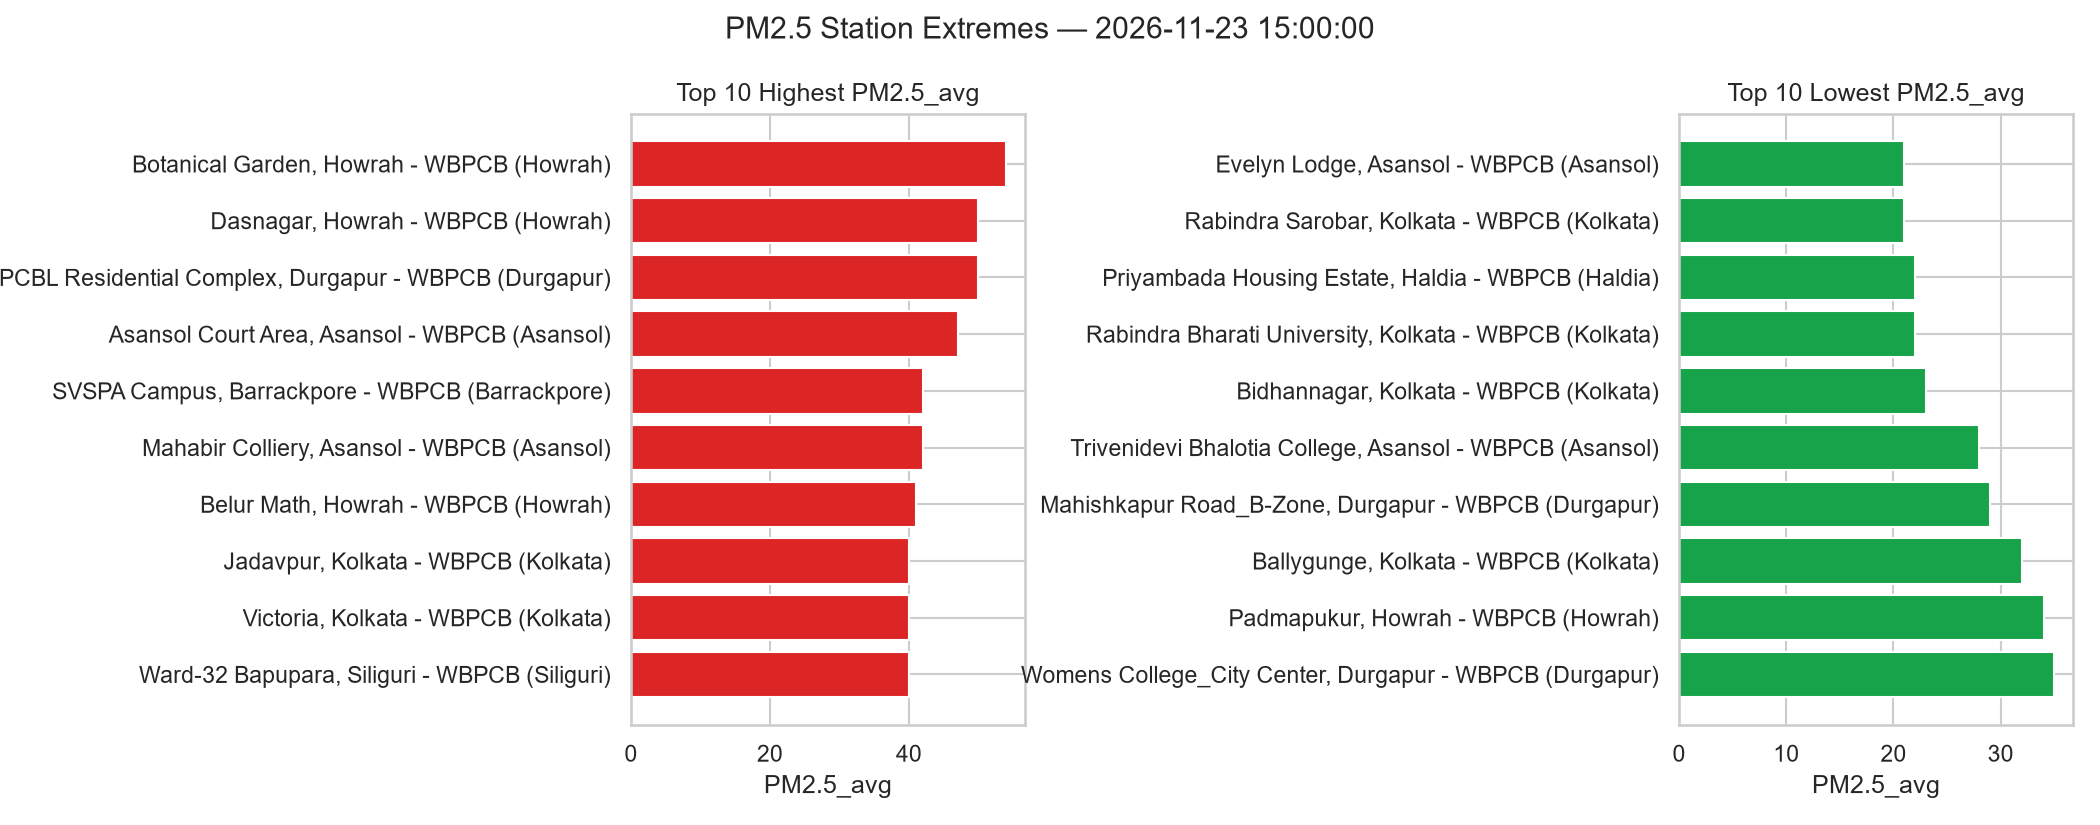 PM2.5 Station Extremes — 2026-11-23 15:00:00
Top 10 Highest PM2.5_avg
Botanical Garden, Howrah - WBPCB (Howrah)
Dasnagar, Howrah - WBPCB (Howrah)
PCBL Residential Complex, Durgapur - WBPCB (Durgapur)
Asansol Court Area, Asansol - WBPCB (Asansol)
SVSPA Campus, Barrackpore - WBPCB (Barrackpore)
Mahabir Colliery, Asansol - WBPCB (Asansol)
Belur Math, Howrah - WBPCB (Howrah)
Jadavpur, Kolkata - WBPCB (Kolkata)
Victoria, Kolkata - WBPCB (Kolkata)
Ward-32 Bapupara, Siliguri - WBPCB (Siliguri)
0 20 40
PM2.5_avg
Top 10 Lowest PM2.5_avg
Evelyn Lodge, Asansol - WBPCB (Asansol)
Rabindra Sarobar, Kolkata - WBPCB (Kolkata)
Priyambada Housing Estate, Haldia - WBPCB (Haldia)
Rabindra Bharati University, Kolkata - WBPCB (Kolkata)
Bidhannagar, Kolkata - WBPCB (Kolkata)
Trivenidevi Bhalotia College, Asansol - WBPCB (Asansol)
Mahishkapur Road_B-Zone, Durgapur - WBPCB (Durgapur)
Ballygunge, Kolkata - WBPCB (Kolkata)
Padmapukur, Howrah - WBPCB (Howrah)
Womens College_City Center, Durgapur - WBPCB (Durgapur)
0 10 20 30
PM2.5_avg